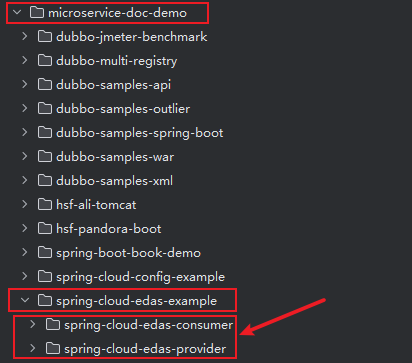 microservice-doc-demo
dubbo-jmeter-benchmark
dubbo-multi-registry
dubbo-samples-api
dubbo-samples-outlier
dubbo-samples-spring-boot
dubbo-samples-war
dubbo-samples-xml
hsf-ali-tomcat
hsf-pandora-boot
spring-boot-book-demo
spring-cloud-config-example
spring-cloud-edas-example
spring-cloud-edas-consumer
spring-cloud-edas-provider